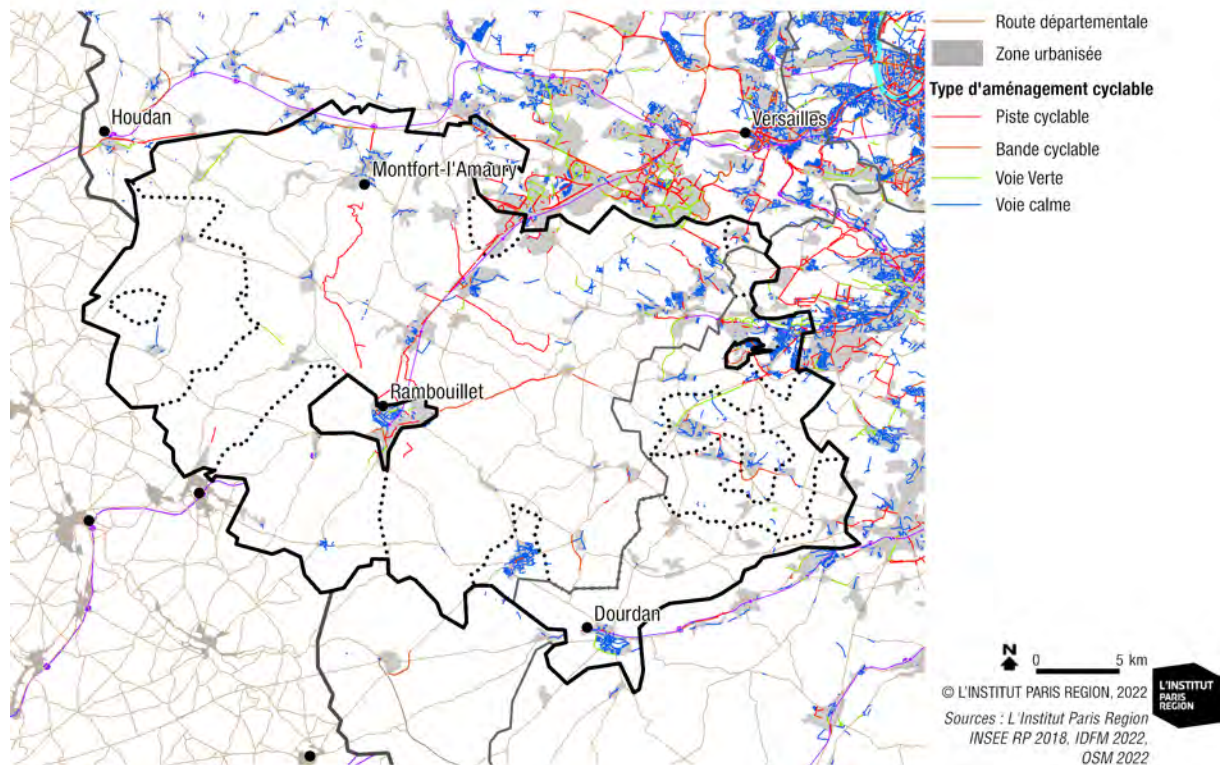 Houdan
Montfort-l'Amaury
Versailles
Rambouillet
Dourdan
Route départementale
Zone urbanisée
Type d'aménagement cyclable
Piste cyclable
Bande cyclable
Voie Verte
Voie calme
N
0 5 km
© L'INSTITUT PARIS REGION, 2022
Sources : L'Institut Paris Region
INSEE RP 2018, IDFM 2022,
OSM 2022
L'INSTITUT
PARIS
REGION